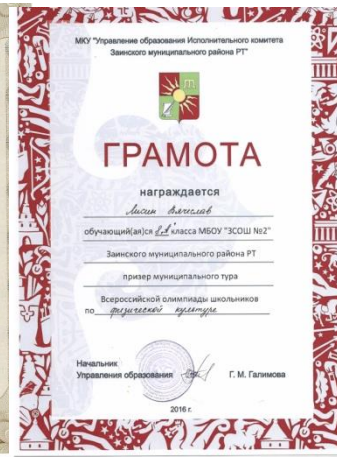 МКУ "Управление образования Исполнительного комитета
Заинского муниципального района РТ"
ГРАМОТА
награждается
Лисин Вячеслав
обучающий(ая)ся 8 А класса МБОУ "ЗСОШ №2"
Заинского муниципального района РТ
призер муниципального тура
Всероссийской олимпиады школьников
по физической культуре
Начальник
Управления образования Г. М. Галимова
2016 г.